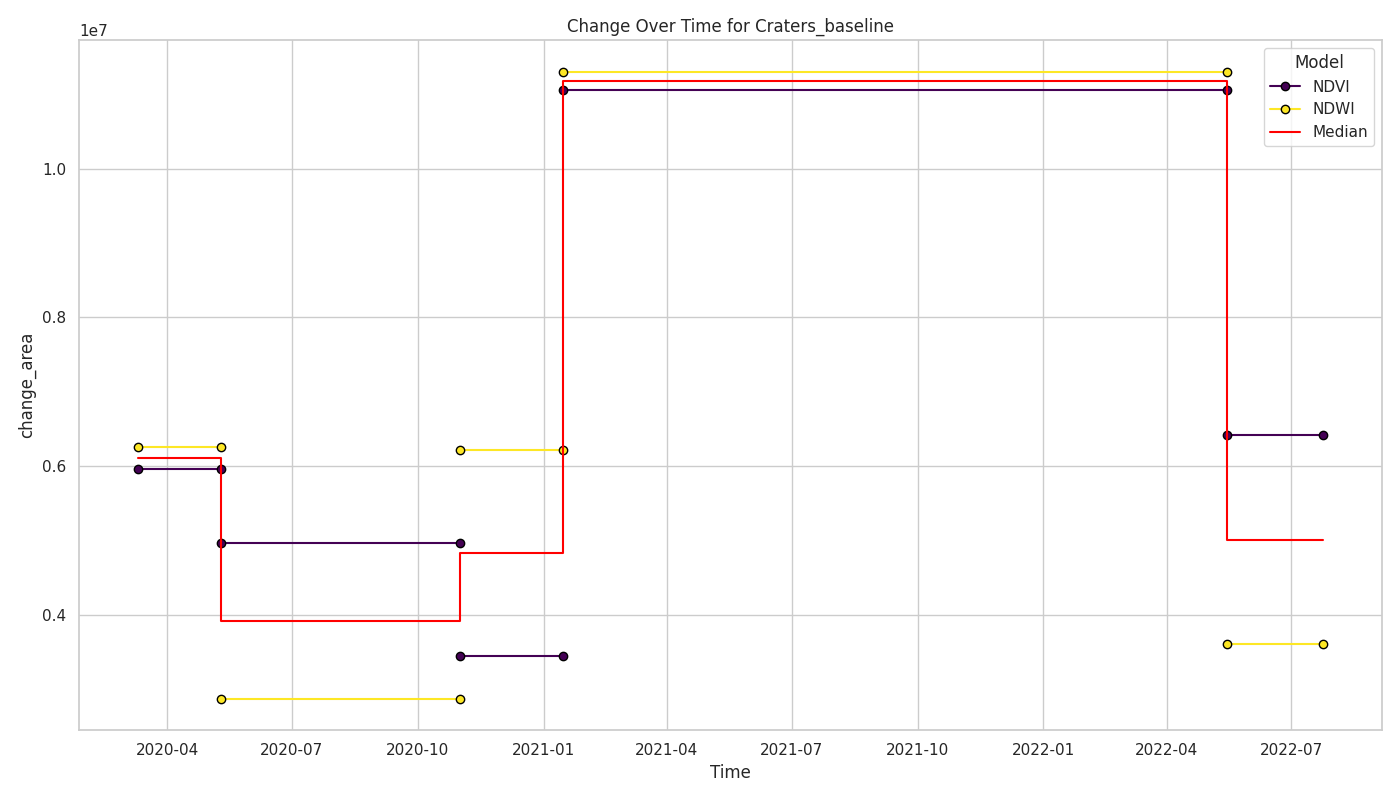 Change Over Time for Craters_baseline
1e7
Model
NDVI
NDWI
Median
1.0
0.8
0.6
0.4
change_area
2020-04 2020-07 2020-10 2021-01 2021-04 2021-07 2021-10 2022-01 2022-04 2022-07
Time